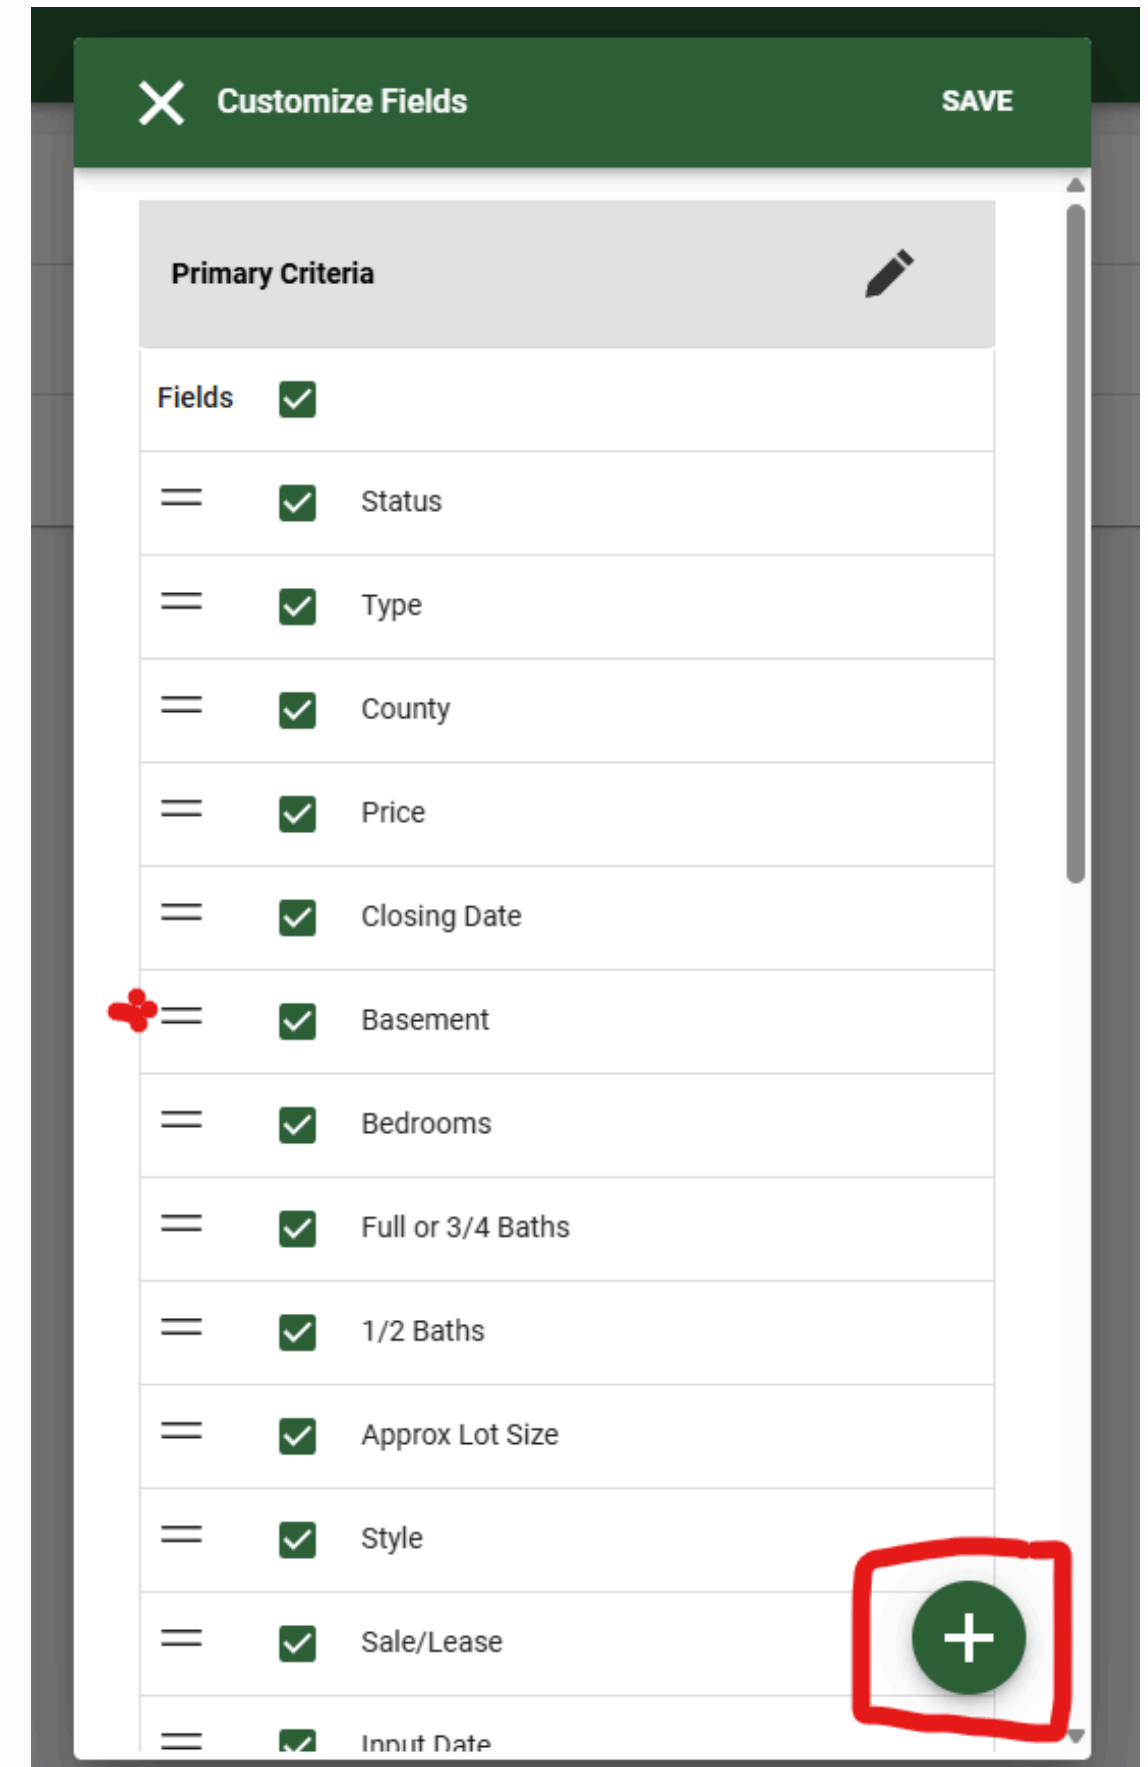 Customize Fields SAVE
Primary Criteria
Fields
Status
Type
County
Price
Closing Date
Basement
Bedrooms
Full or 3/4 Baths
1/2 Baths
Approx Lot Size
Style
Sale/Lease
Input Date